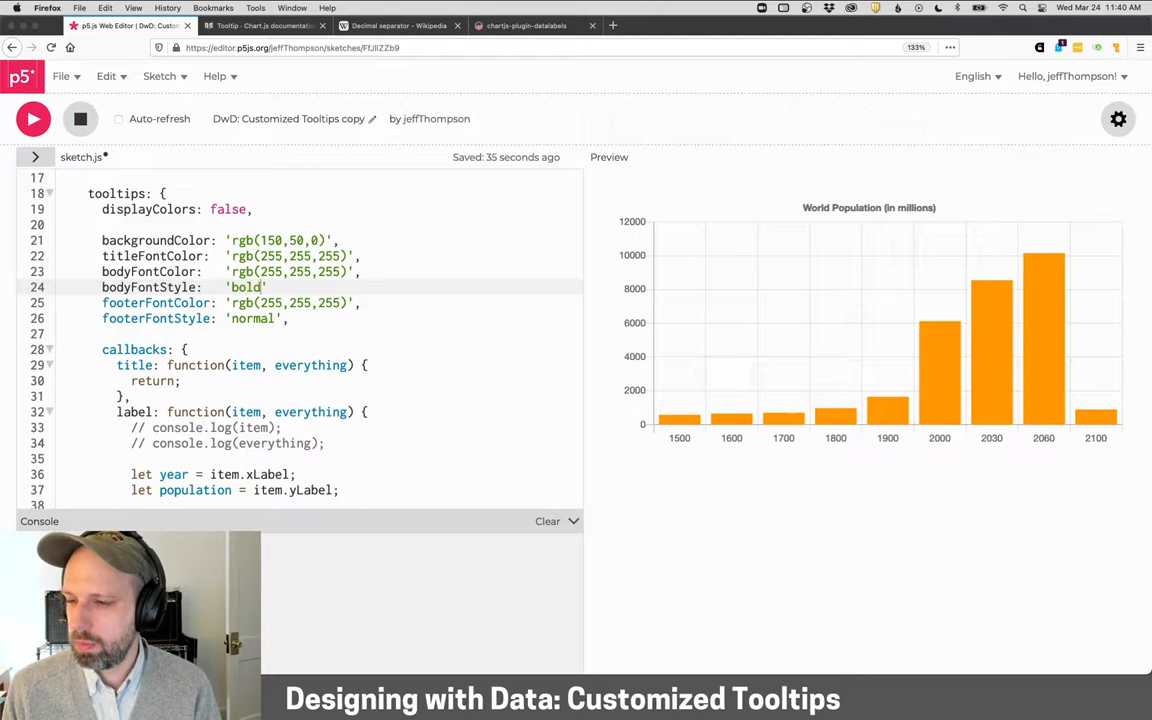 Firefox File Edit View History Bookmarks Tools Window Help Wed Mar 24 11:40 AM
p5.js Web Editor | DwD: Custom Tooltip - Chart.js documentation Decimal separator - Wikipedia chartjs-plugin-datalabels
https://editor.p5js.org/jeffThompson/sketches/FfJlIZZb9 133%
p5* File Edit Sketch Help English Hello, jeffThompson!
Auto-refresh DwD: Customized Tooltips copy by jeffThompson
sketch.js Saved: 35 seconds ago Preview
17
18 tooltips: {
19 displayColors: false,
20
21 backgroundColor: 'rgb(150,50,0)',
22 titleFontColor: 'rgb(255,255,255)',
23 bodyFontColor: 'rgb(255,255,255)',
24 bodyFontStyle: 'bold'
25 footerFontColor: 'rgb(255,255,255)',
26 footerFontStyle: 'normal',
27
28 callbacks: {
29 title: function(item, everything) {
30 return;
31 },
32 label: function(item, everything) {
33 // console.log(item);
34 // console.log(everything);
35
36 let year = item.xLabel;
37 let population = item.yLabel;
38
Console Clear
World Population (in millions)
12000
10000
8000
6000
4000
2000
0
1500 1600 1700 1800 1900 2000 2030 2060 2100
Designing with Data: Customized Tooltips